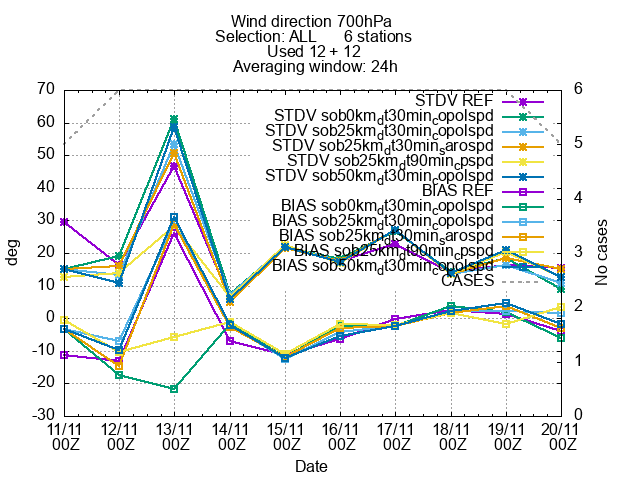 Wind direction 700hPa
Selection: ALL 6 stations
Used 12 + 12
Averaging window: 24h
70
60
50
40
30
20
10
0
-10
-20
-30
deg
6
5
4
3
2
1
0
No cases
STDV REF
STDV sob0km_dt30min_copolspd
STDV sob25km_dt30min_copolspd
STDV sob25km_dt30min_sarospd
STDV sob25km_dt90min_cpspd
STDV sob50km_dt30min_copolspd
BIAS REF
BIAS sob0km_dt30min_copolspd
BIAS sob25km_dt30min_copolspd
BIAS sob25km_dt30min_sarospd
BIAS sob25km_dt90min_cpspd
BIAS sob50km_dt30min_copolspd
CASES
11/11 12/11 13/11 14/11 15/11 16/11 17/11 18/11 19/11 20/11
00Z 00Z 00Z 00Z 00Z 00Z 00Z 00Z 00Z 00Z
Date